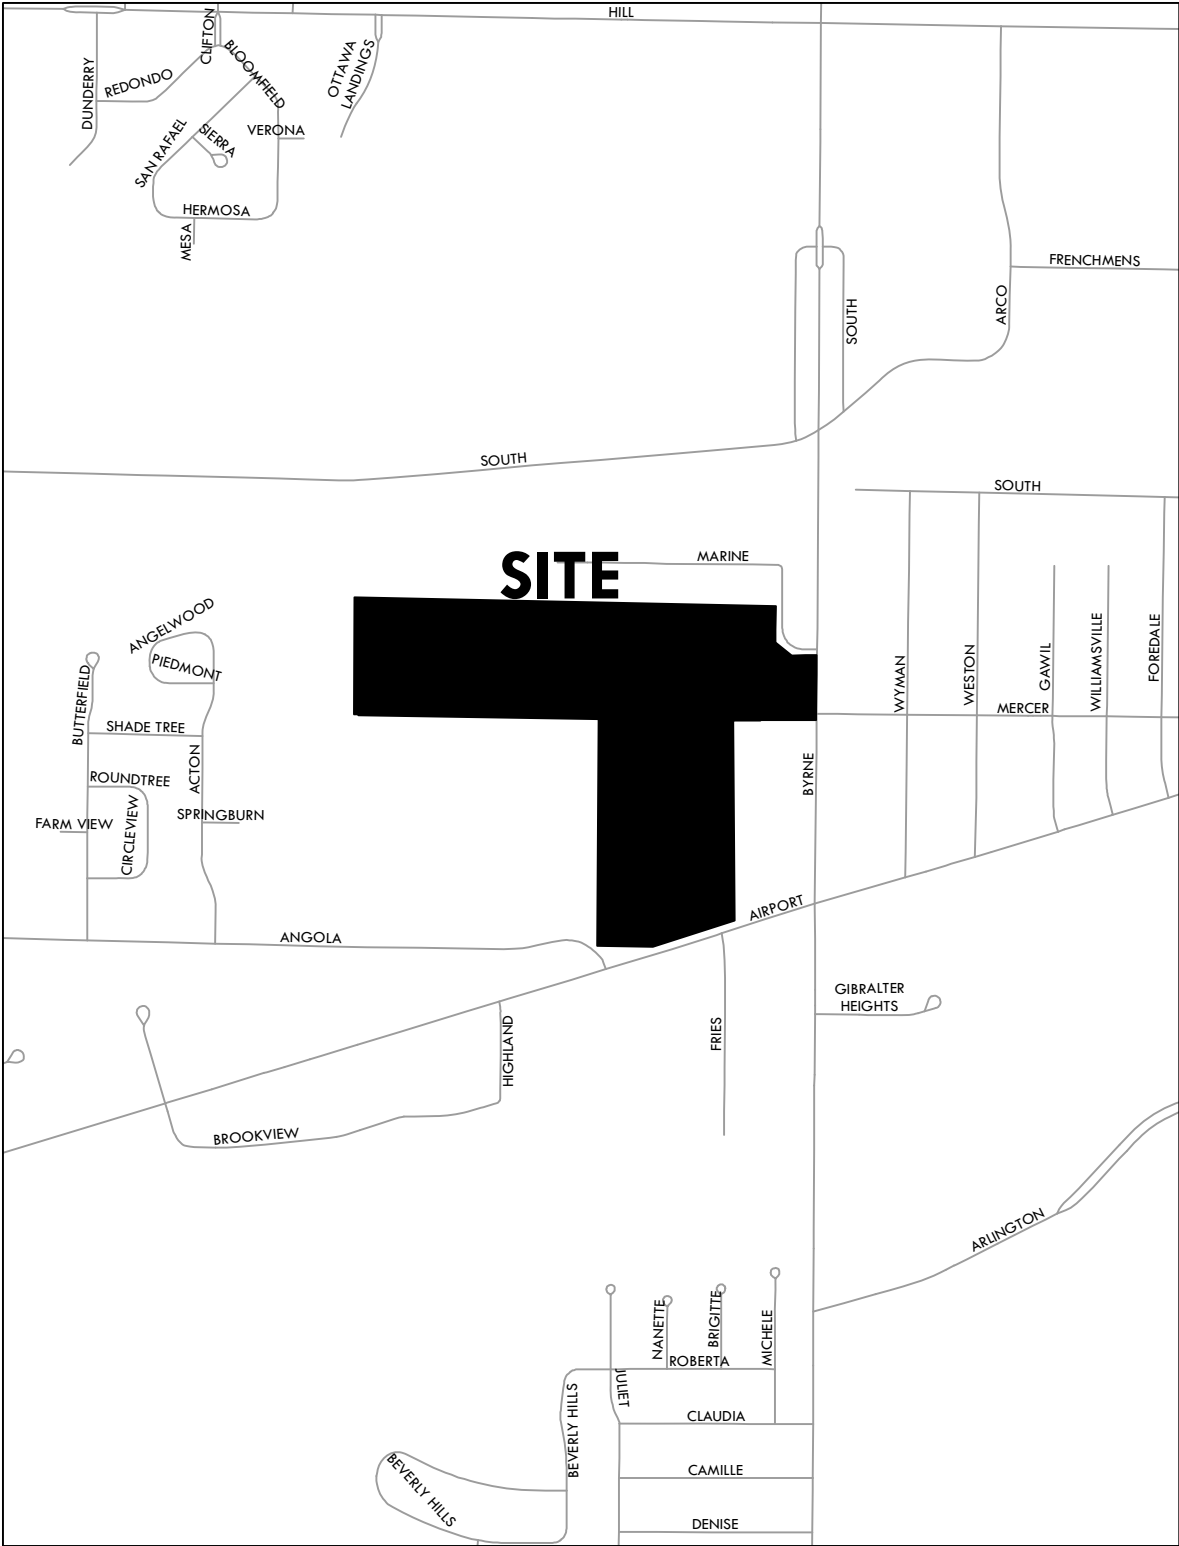 HILL
CLIFTON
BLOOMFIELD
OTTAWA
LANDINGS
DUNDERRY
REDONDO
SAN RAFAEL
SIERRA
VERONA
HERMOSA
MESA
FRENCHMENS
ARCO
SOUTH
SOUTH
SOUTH
SITE
MARINE
ANGELWOOD
PIEDMONT
BUTTERFIELD
SHADE TREE
ACTON
ROUNDTREE
CIRCLEVIEW
FARM VIEW
SPRINGBURN
WYMAN
WESTON
GAWIL
WILLIAMSVILLE
FOREDALE
MERCER
BYRNE
AIRPORT
ANGOLA
GIBRALTER
HEIGHTS
FRIES
HIGHLAND
BROOKVIEW
ARLINGTON
NANETTE
BRIGITTE
MICHELE
ROBERTA
JULIET
BEVERLY HILLS
CLAUDIA
CAMILLE
BEVERLY HILLS
DENISE